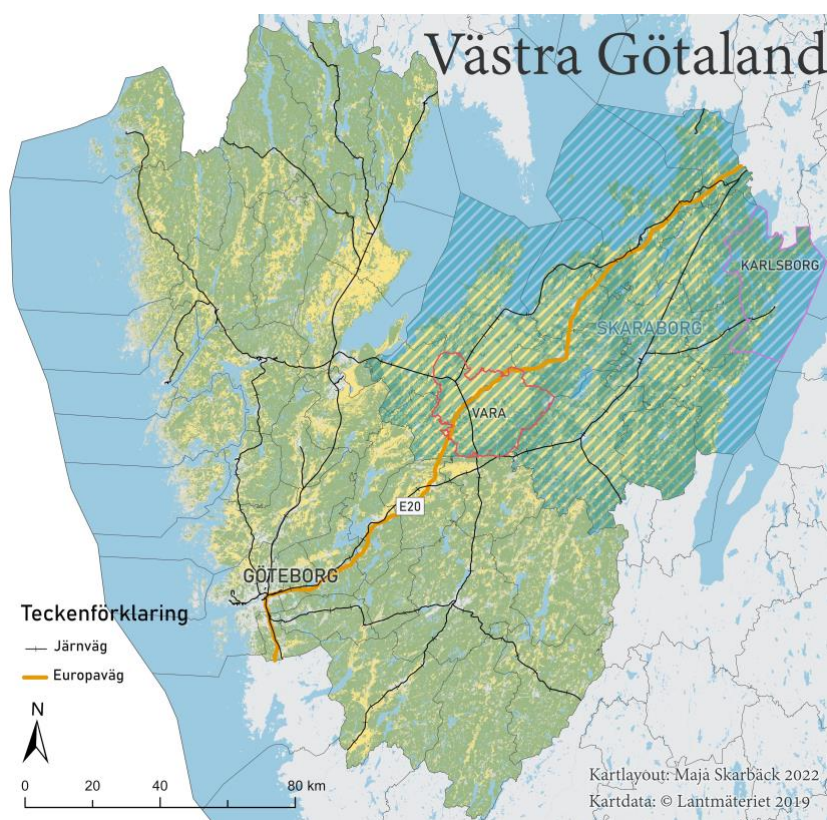 Västra Götaland
KARLSBORG
SKARABORG
VARA
E20
GÖTEBORG
Teckenförklaring
Järnväg
Europaväg
N
0 20 40 80 km
Kartlayout: Maja Skarbäck 2022
Kartdata: © Lantmäteriet 2019